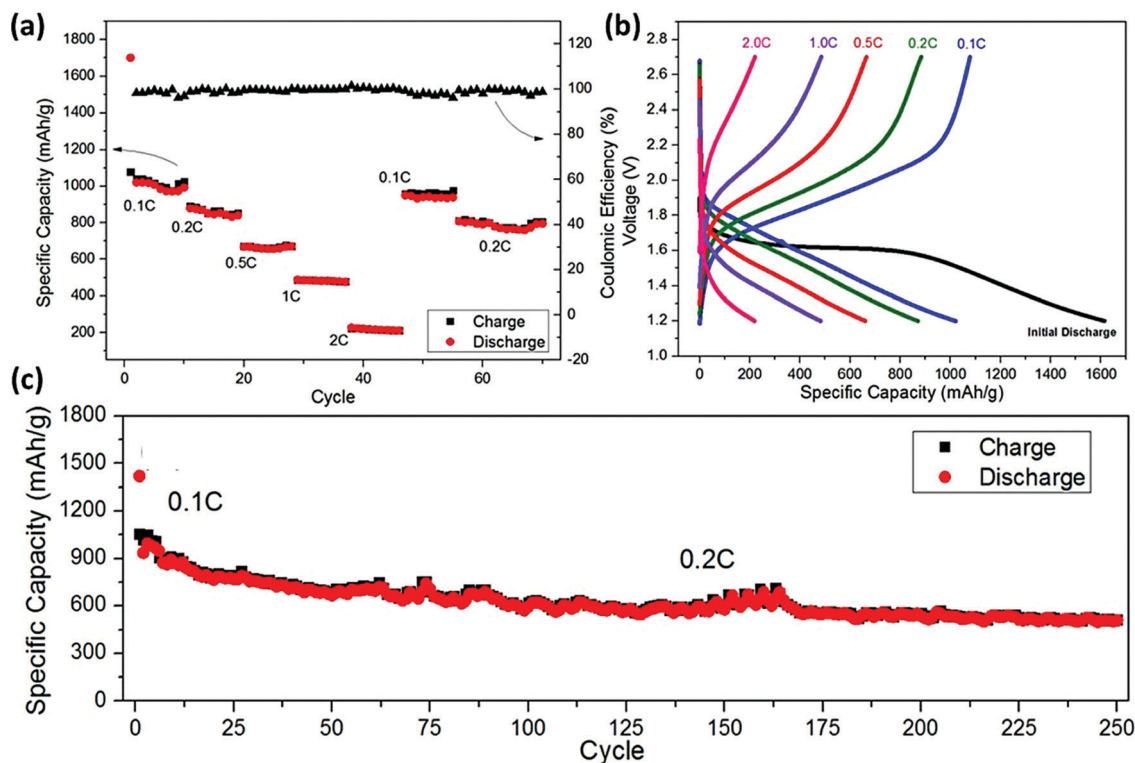 (a)
1800
1600
1400
1200
1000
800
600
400
200
Specific Capacity (mAh/g)
120
100
80
60
40
20
0
-20
Coulomic Efficiency (%)
0.1C
0.2C
0.5C
1C
2C
0.1C
0.2C
Charge
Discharge
0 20 40 60
Cycle
(b)
2.8
2.6
2.4
2.2
2.0
1.8
1.6
1.4
1.2
1.0
Voltage (V)
2.0C 1.0C 0.5C 0.2C 0.1C
Initial Discharge
0 200 400 600 800 1000 1200 1400 1600
Specific Capacity (mAh/g)
(c)
1800
1500
1200
900
600
300
0
Specific Capacity (mAh/g)
0.1C
0.2C
Charge
Discharge
0 25 50 75 100 125 150 175 200 225 250
Cycle